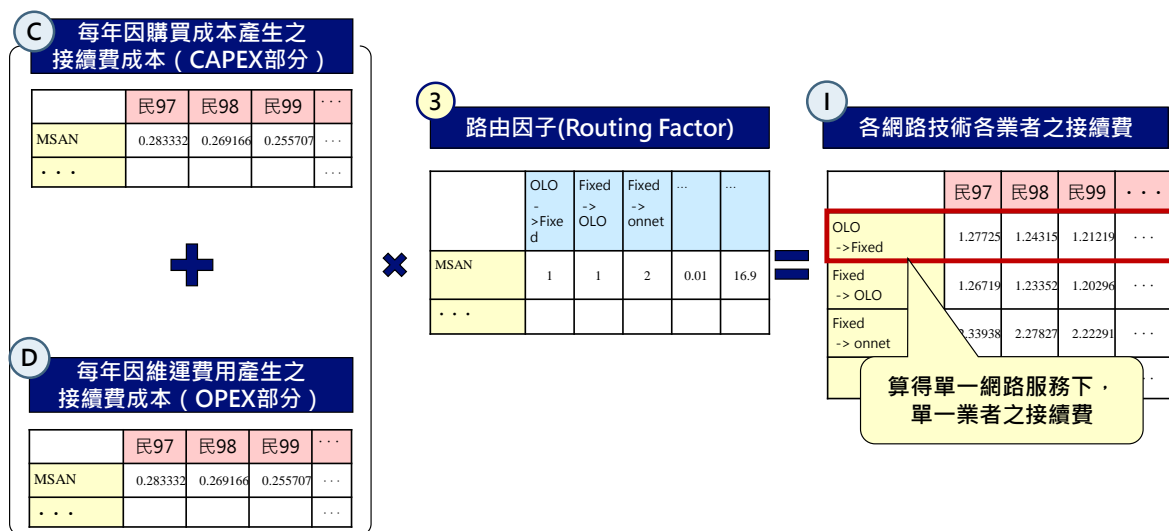 C
每年因購買成本產生之
接續費成本（CAPEX部分）
民97 民98 民99 ···
MSAN 0.283332 0.269166 0.255707 ···
··· ···
D
每年因維運費用產生之
接續費成本（OPEX部分）
民97 民98 民99 ···
MSAN 0.283332 0.269166 0.255707 ···
··· ···
3
路由因子(Routing Factor)
OLO
-
>Fixe
d
Fixed
->
OLO
Fixed
->
onnet
...
...
MSAN 1 1 2 0.01 16.9
···
I
各網路技術各業者之接續費
民97 民98 民99 ···
OLO
->Fixed
1.27725 1.24315 1.21219 ···
Fixed
-> OLO
1.26719 1.23352 1.20296 ···
Fixed
-> onnet
2.27827 2.22291 ···
算得單一網路服務下，
單一業者之接續費